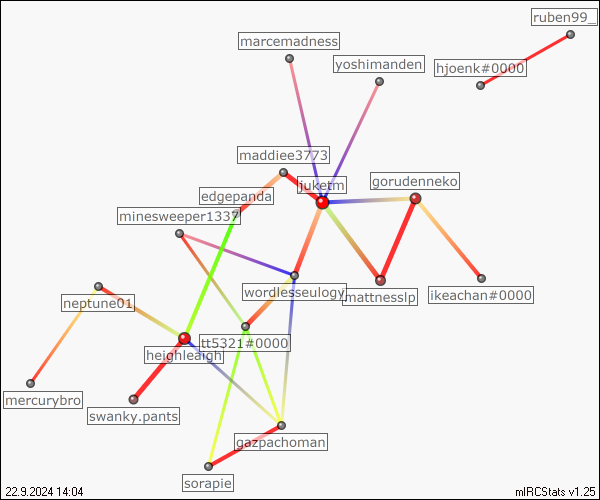 ruben99_
marcemadness
yoshimanden
hjoenk#0000
maddiee3773
juketm
gorudenneko
edgepanda
minesweeper1337
wordlesseulogy
mattnesslp
ikeachan#0000
neptune01
tt5321#0000
heighleaigh
mercurybro
swanky.pants
gazpachoman
sorapie
22.9.2024 14:04
mIRCStats v1.25